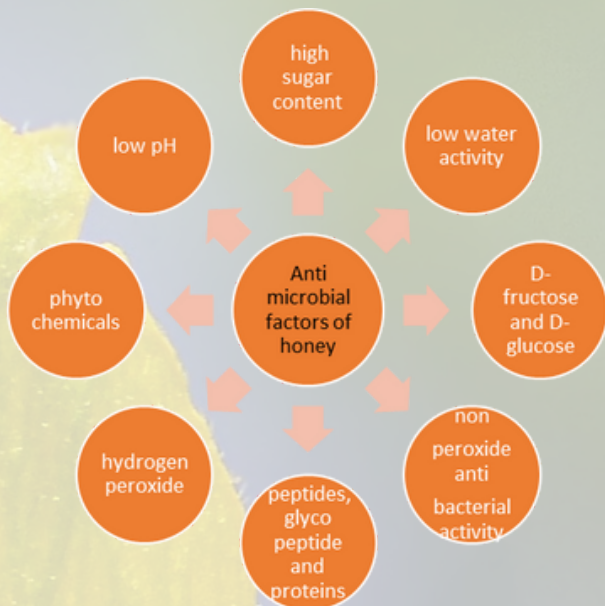 high
sugar
content
low water
activity
D-
fructose
and D-
glucose
non
peroxide
anti
bacterial
activity
peptides,
glyco
peptide
and
proteins
hydrogen
peroxide
phyto
chemicals
low pH
Anti
microbial
factors of
honey